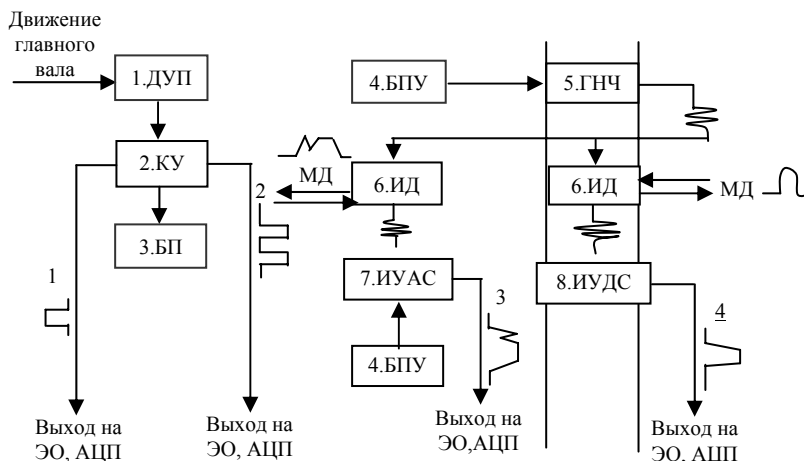 Движение
главного
вала
1.ДУП
4.БПУ
5.ГНЧ
2.КУ
2
МД
6.ИД
6.ИД
МД
3.БП
1
7.ИУАС
3
8.ИУДС
4
4.БПУ
Выход на
ЭО, АЦП
Выход на
ЭО, АЦП
Выход на
ЭО,АЦП
Выход на
ЭО, АЦП